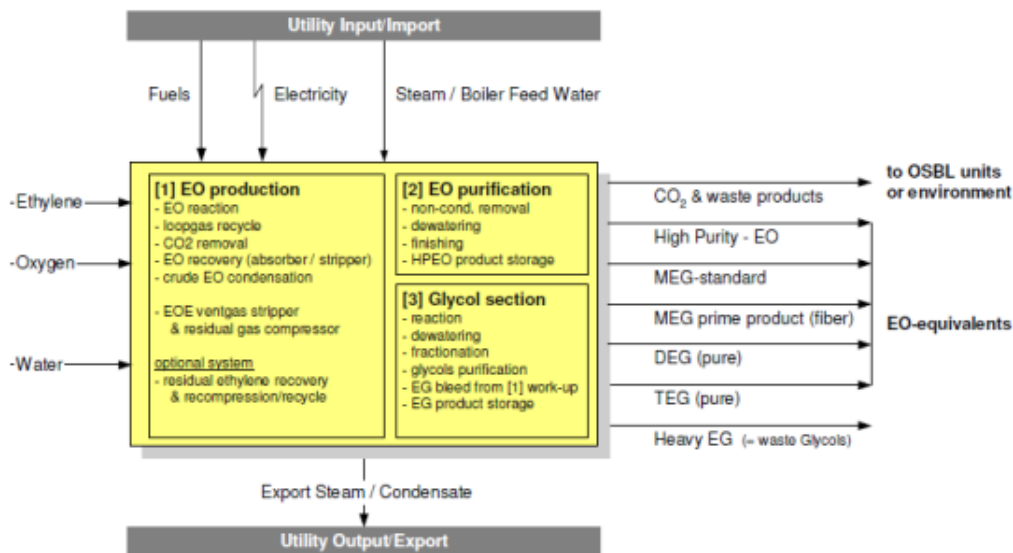 Utility Input/Import
Fuels
Electricity
Steam / Boiler Feed Water
-Ethylene
-Oxygen
-Water
[1] EO production
- EO reaction
- loopgas recycle
- CO2 removal
- EO recovery (absorber / stripper)
- crude EO condensation
- EOE ventgas stripper
& residual gas compressor
optional system
- residual ethylene recovery
& recompression/recycle
[2] EO purification
- non-cond. removal
- dewatering
- finishing
- HPEO product storage
[3] Glycol section
- reaction
- dewatering
- fractionation
- glycols purification
- EG bleed from [1] work-up
- EG product storage
CO₂ & waste products
High Purity - EO
MEG-standard
MEG prime product (fiber)
DEG (pure)
TEG (pure)
Heavy EG (= waste Glycols)
to OSBL units
or environment
EO-equivalents
Export Steam / Condensate
Utility Output/Export